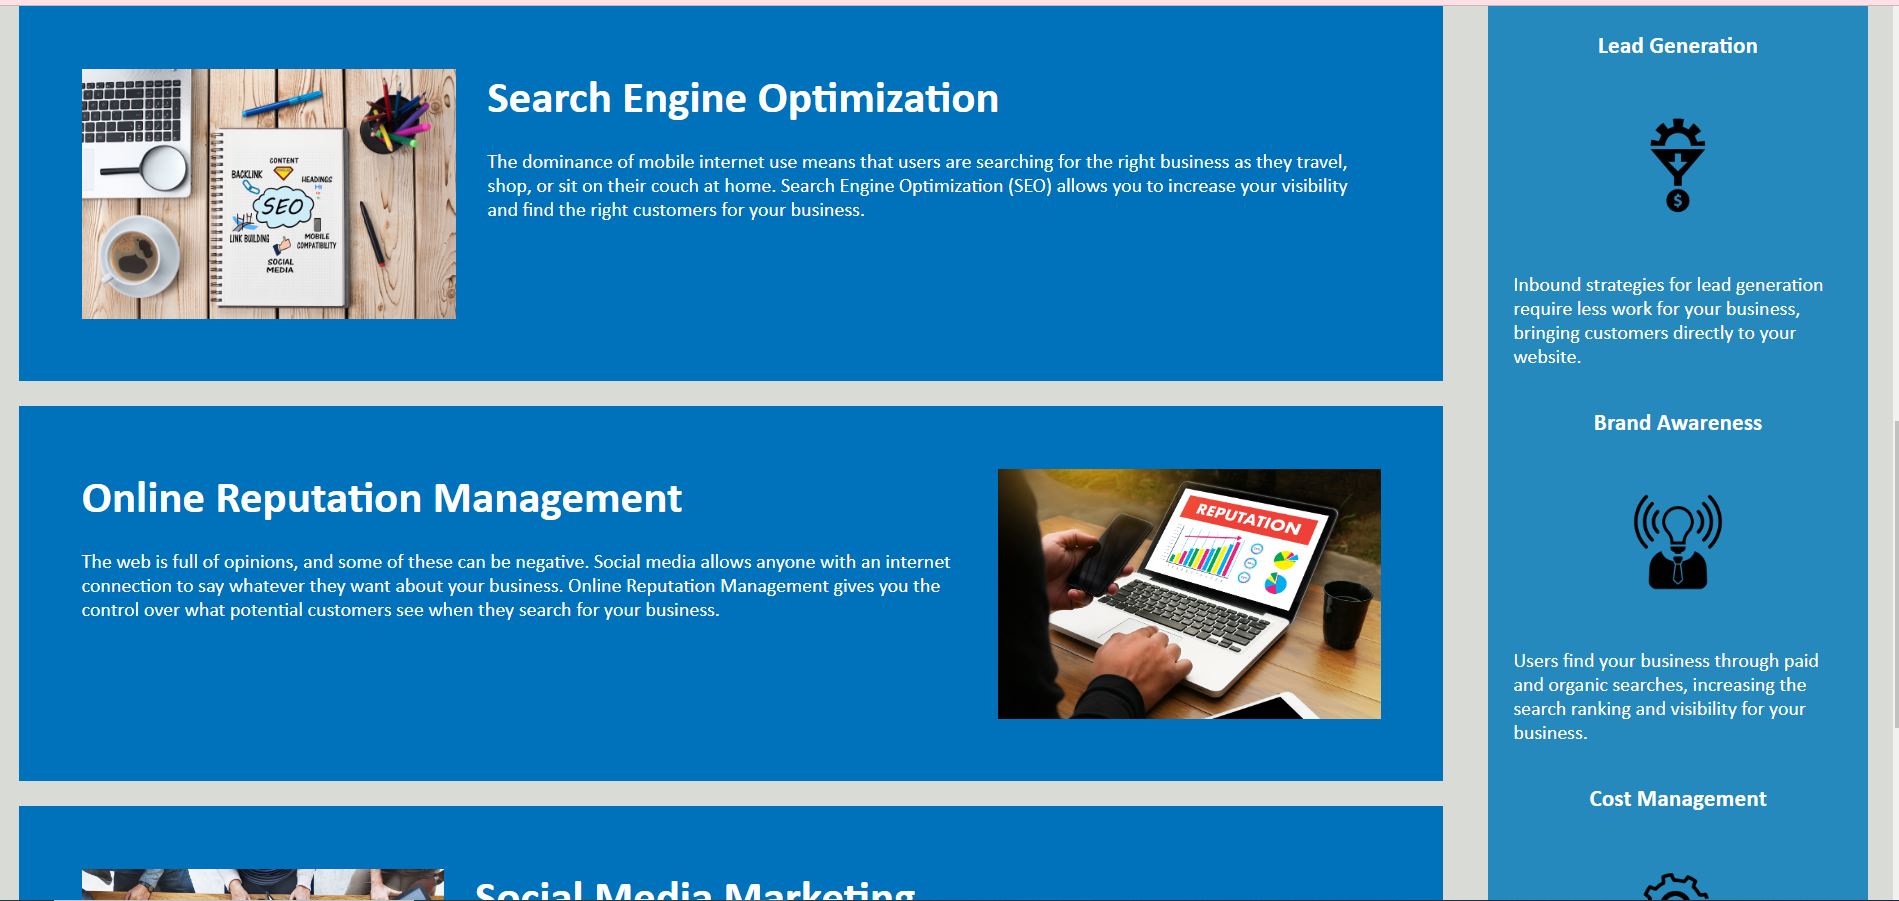 Search Engine Optimization
The dominance of mobile internet use means that users are searching for the right business as they travel,
shop, or sit on their couch at home. Search Engine Optimization (SEO) allows you to increase your visibility
and find the right customers for your business.
CONTENT
BACKLINK
HEADINGS
H1
SEO
LINK BUILDING
MOBILE
COMPATIBILITY
SOCIAL
MEDIA
Online Reputation Management
The web is full of opinions, and some of these can be negative. Social media allows anyone with an internet
connection to say whatever they want about your business. Online Reputation Management gives you the
control over what potential customers see when they search for your business.
REPUTATION
Social Media Marketing
Lead Generation
$
Inbound strategies for lead generation
require less work for your business,
bringing customers directly to your
website.
Brand Awareness
Users find your business through paid
and organic searches, increasing the
search ranking and visibility for your
business.
Cost Management